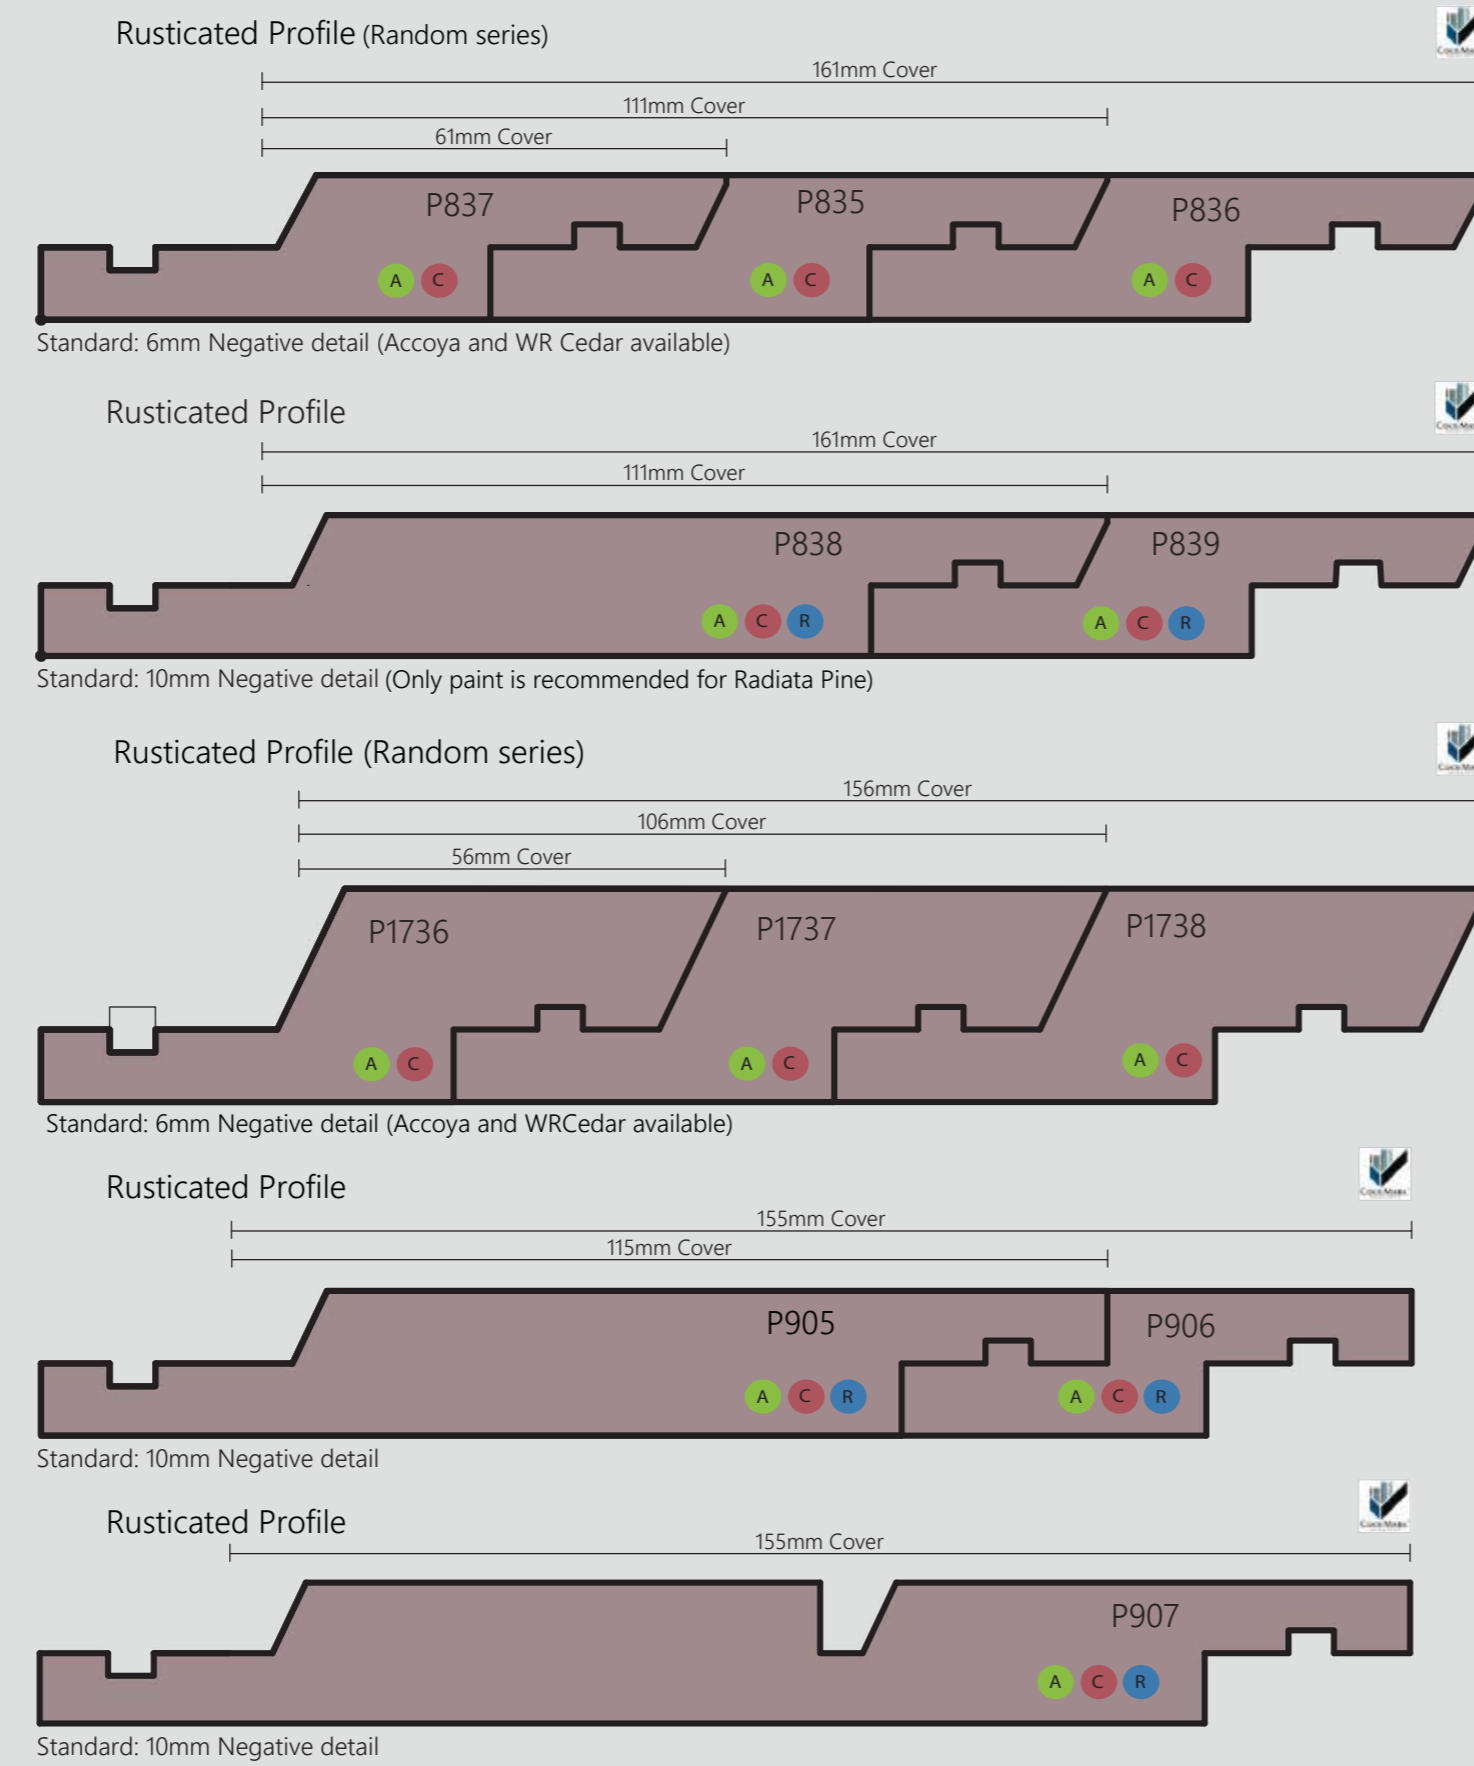 Rusticated Profile (Random series)
161mm Cover
111mm Cover
61mm Cover
P837
P835
P836
A C
A C
A C
Standard: 6mm Negative detail (Accoya and WR Cedar available)
Rusticated Profile
161mm Cover
111mm Cover
P838
P839
A C R
A C R
Standard: 10mm Negative detail (Only paint is recommended for Radiata Pine)
Rusticated Profile (Random series)
156mm Cover
106mm Cover
56mm Cover
P1736
P1737
P1738
A C
A C
A C
Standard: 6mm Negative detail (Accoya and WRCedar available)
Rusticated Profile
CodeMark
155mm Cover
115mm Cover
P905
P906
A C R
A C R
Standard: 10mm Negative detail
Rusticated Profile
CodeMark
155mm Cover
P907
A C R
Standard: 10mm Negative detail